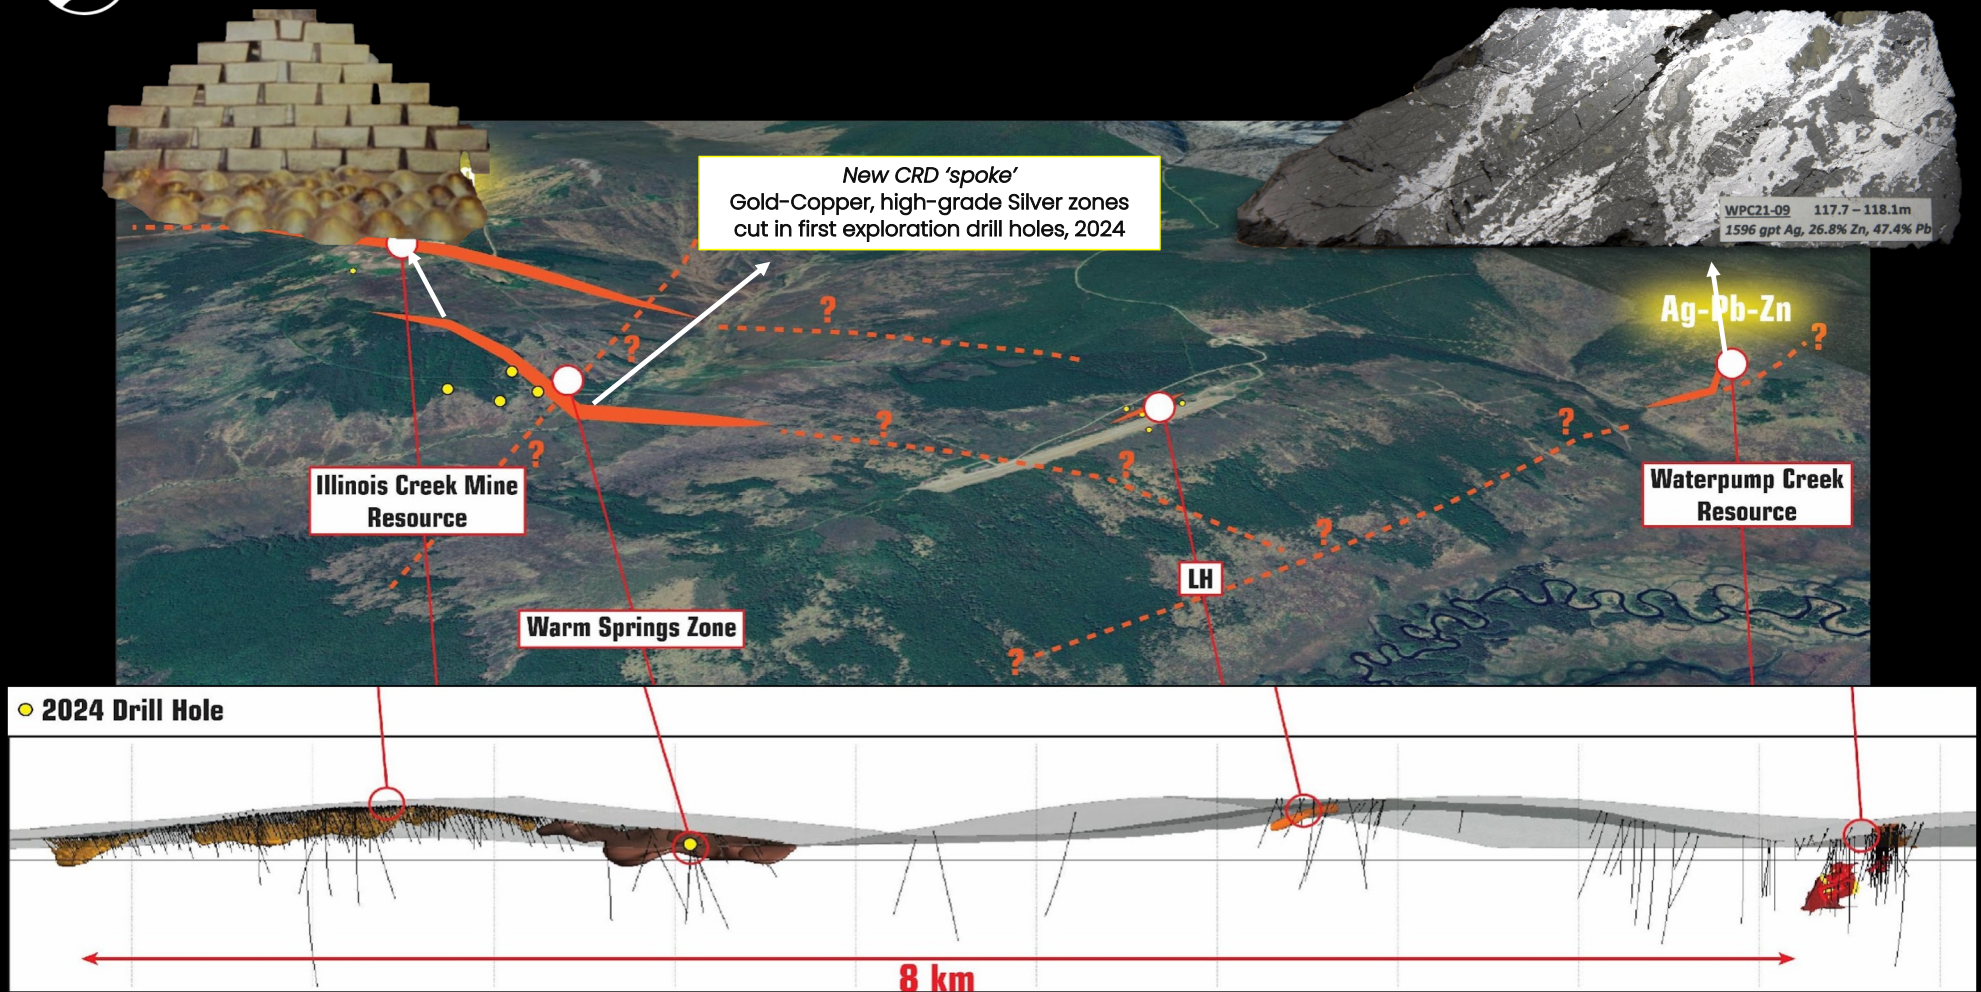 New CRD ‘spoke’
Gold-Copper, high-grade Silver zones
cut in first exploration drill holes, 2024
WPC21-09 117.7 – 118.1m
1596 gpt Ag, 26.8% Zn, 47.4% Pb
Ag-Pb-Zn
?
?
?
?
?
?
?
?
?
Illinois Creek Mine
Resource
Waterpump Creek
Resource
LH
Warm Springs Zone
2024 Drill Hole
8 km